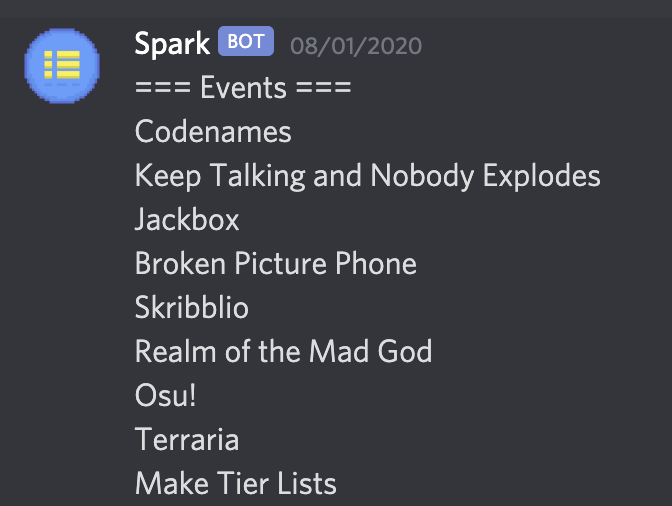 Spark BOT 08/01/2020
=== Events ===
Codenames
Keep Talking and Nobody Explodes
Jackbox
Broken Picture Phone
Skribblio
Realm of the Mad God
Osu!
Terraria
Make Tier Lists